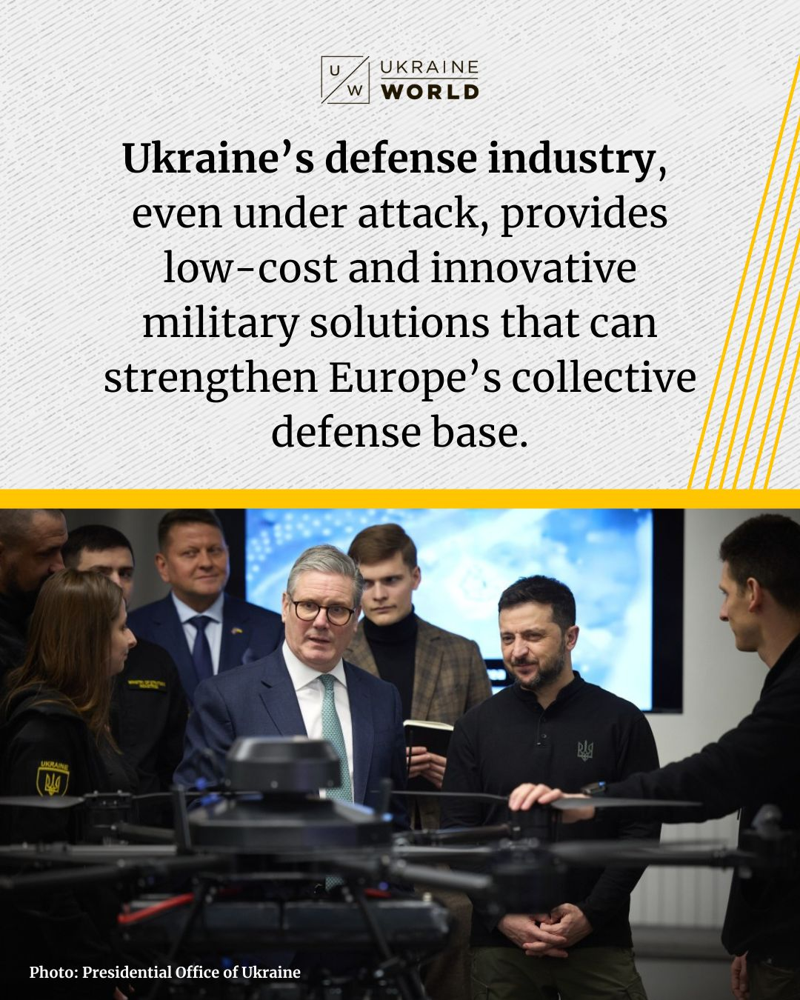 U
W
UKRAINE
WORLD
Ukraine’s defense industry,
even under attack, provides
low-cost and innovative
military solutions that can
strengthen Europe’s collective
defense base.
UKRAINE
Photo: Presidential Office of Ukraine